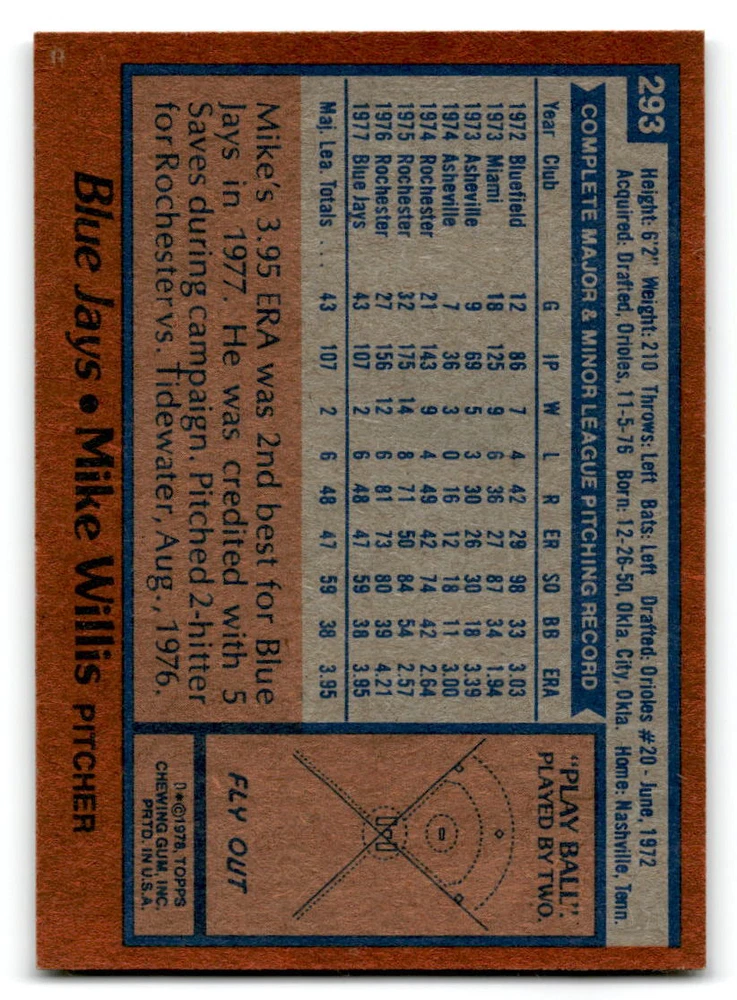 293
Height: 6'2" Weight: 210 Throws: Left Bats: Left Drafted: Orioles #20 - June, 1972
Acquired: Drafted, Orioles, 11-5-76 Born: 12-26-50, Okla. City, Okla. Home: Nashville, Tenn.
COMPLETE MAJOR & MINOR LEAGUE PITCHING RECORD
Year Club G IP W L R ER SO BB ERA
1972 Bluefield 12 86 7 4 42 29 98 33 3.03
1973 Miami 18 125 9 6 36 27 87 34 1.94
1973 Asheville 9 69 5 3 30 26 30 18 3.39
1974 Asheville 7 36 3 0 16 12 18 11 3.00
1974 Rochester 21 143 9 4 49 42 74 42 2.64
1975 Rochester 32 175 14 8 71 50 84 54 2.57
1976 Rochester 27 156 12 6 81 73 80 39 4.21
1977 Blue Jays 43 107 2 6 48 47 59 38 3.95
Maj. Lea Totals ... 43 107 2 6 48 47 59 38 3.95
Mike's 3.95 ERA was 2nd best for Blue
Jays in 1977. He was credited with 5
Saves during campaign. Pitched 2-hitter
for Rochester vs. Tidewater, Aug., 1976.
"PLAY BALL"
PLAYED BY TWO
FLY OUT
D*©1978, TOPPS
CHEWING GUM, INC.
PRTD. IN U.S.A.
Blue Jays • Mike Willis PITCHER